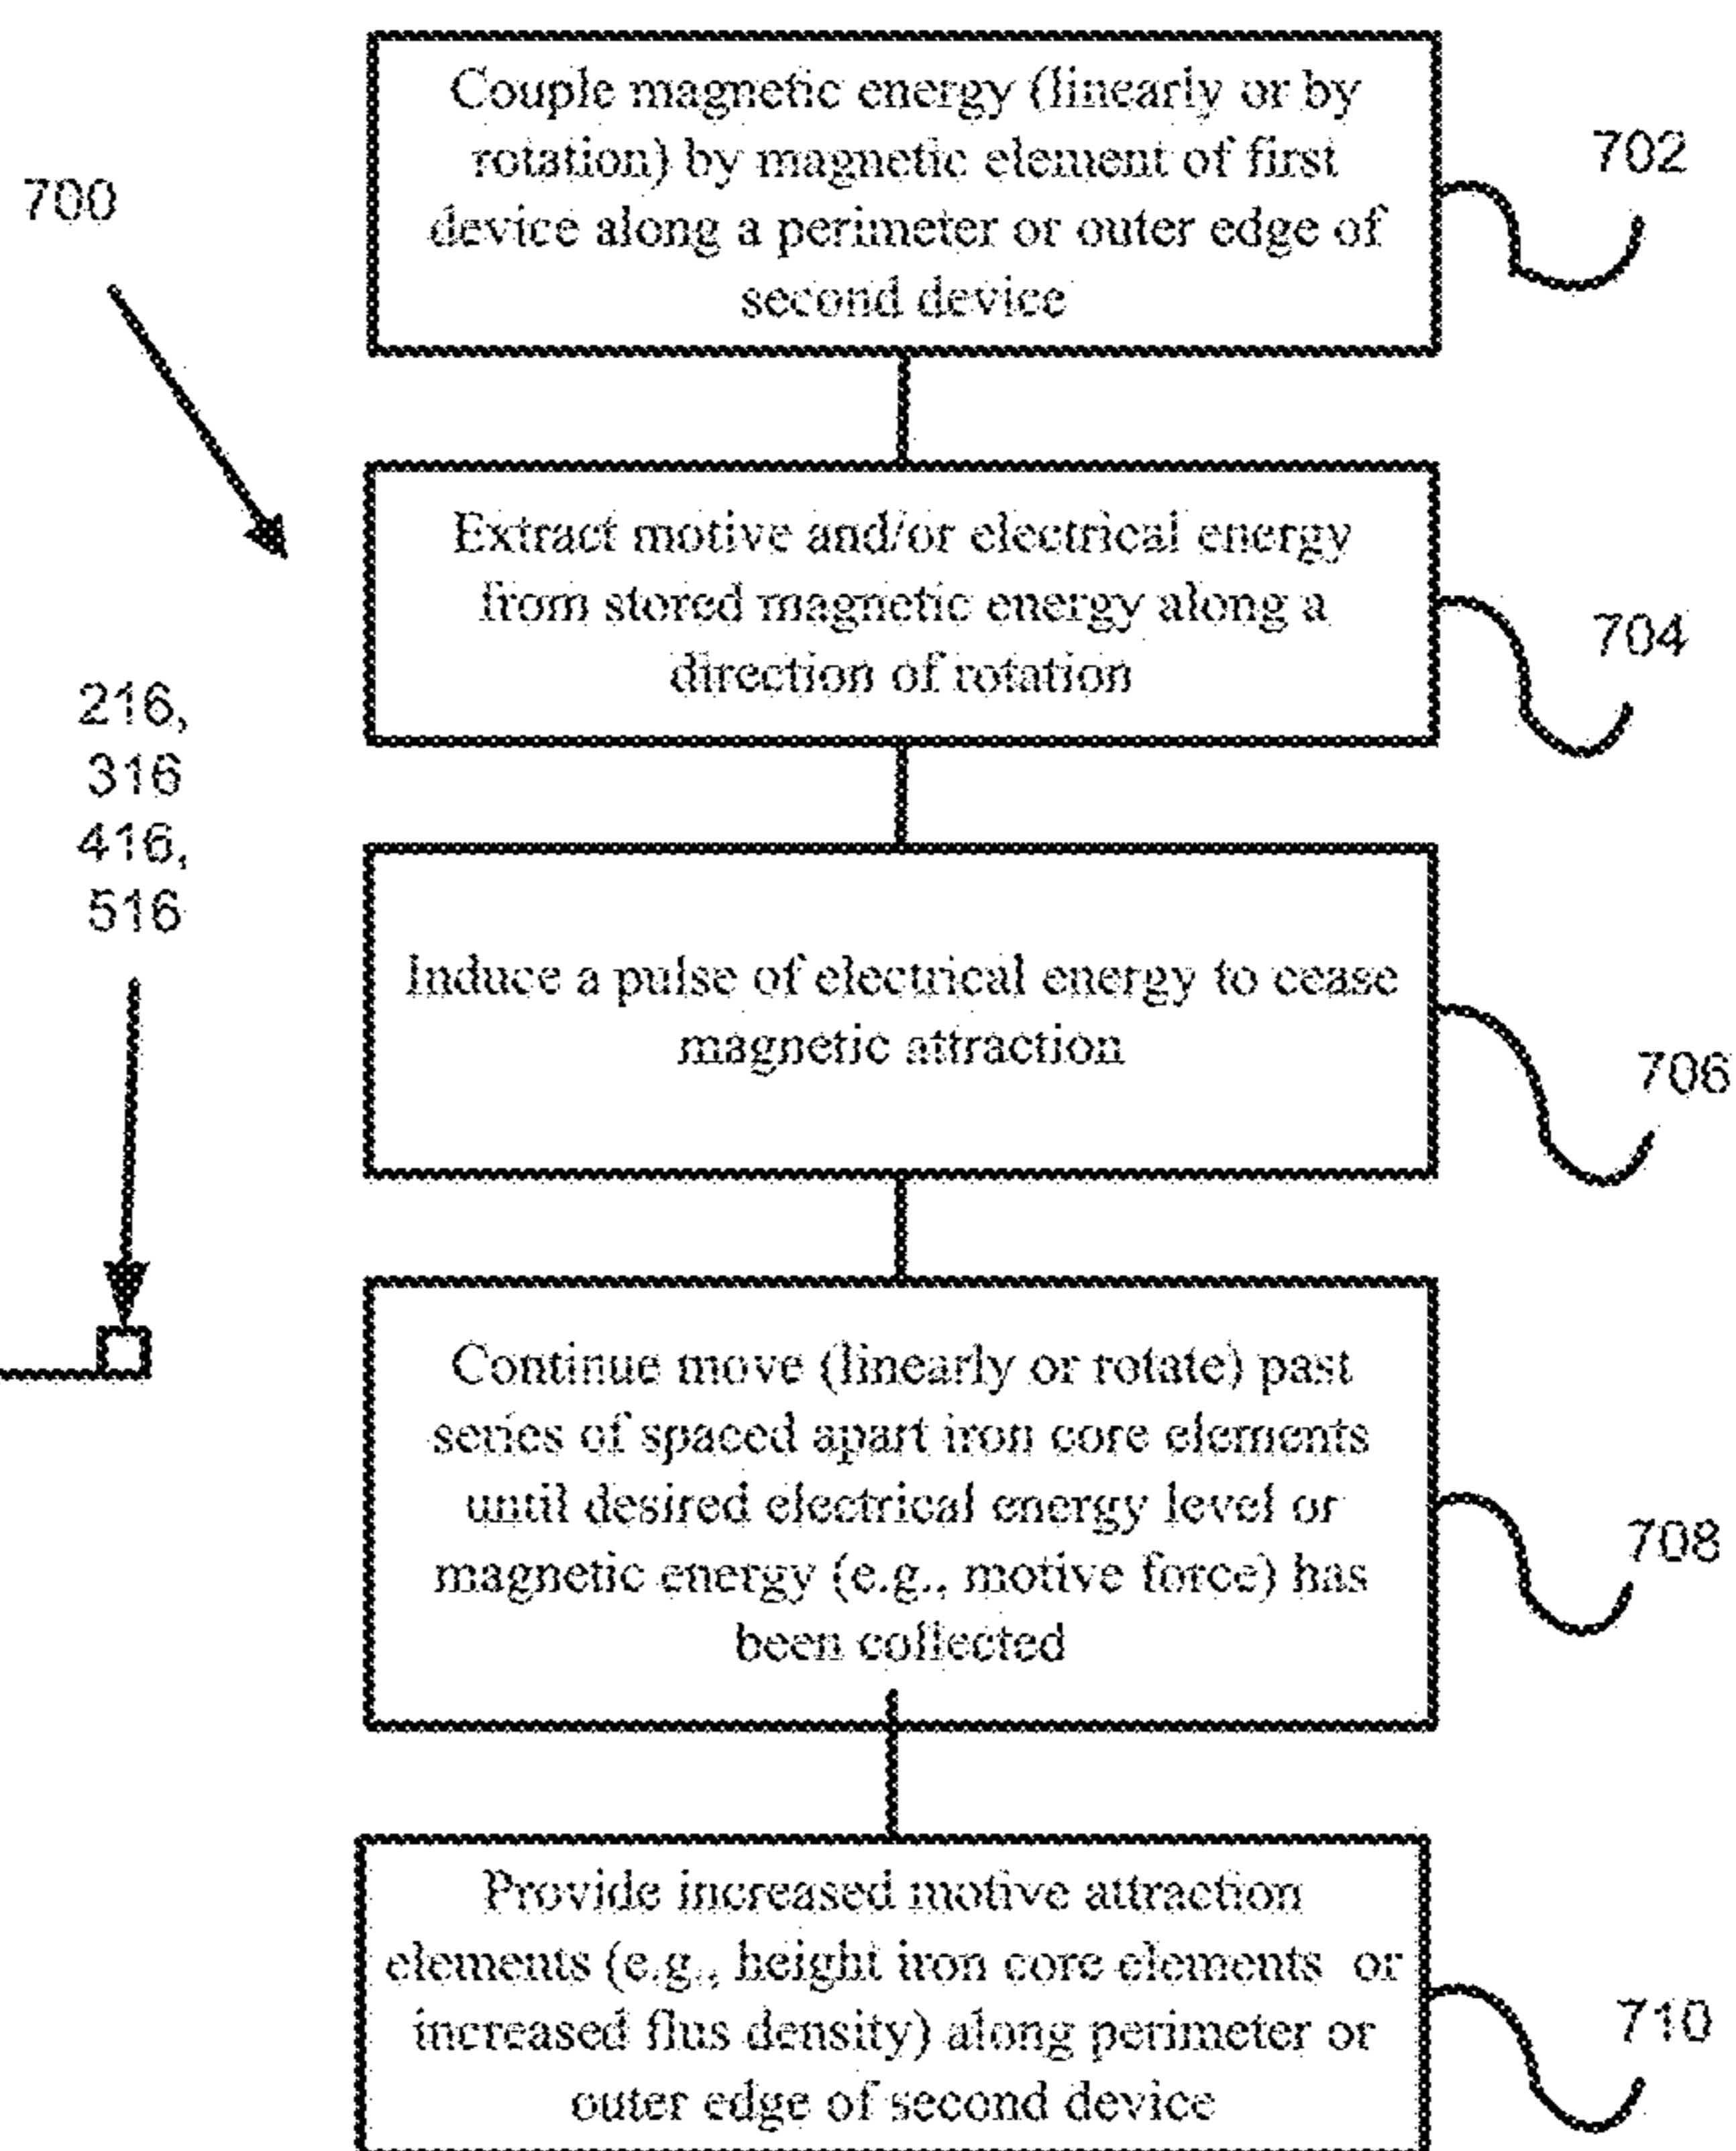 Couple magnetic energy (linearly or by
rotation) by magnetic element of first
device along a perimeter or outer edge of
second device
702
700
Extract motive and/or electrical energy
from stored magnetic energy along a
direction of rotation
704
216,
316
416,
516
Induce a pulse of electrical energy to cease
magnetic attraction
706
Continue move (linearly or rotate) past
series of spaced apart iron core elements
until desired electrical energy level or
magnetic energy (e.g., motive force) has
been collected
708
Provide increased motive attraction
elements (e.g., height iron core elements or
increased flus density) along perimeter or
outer edge of second device
710